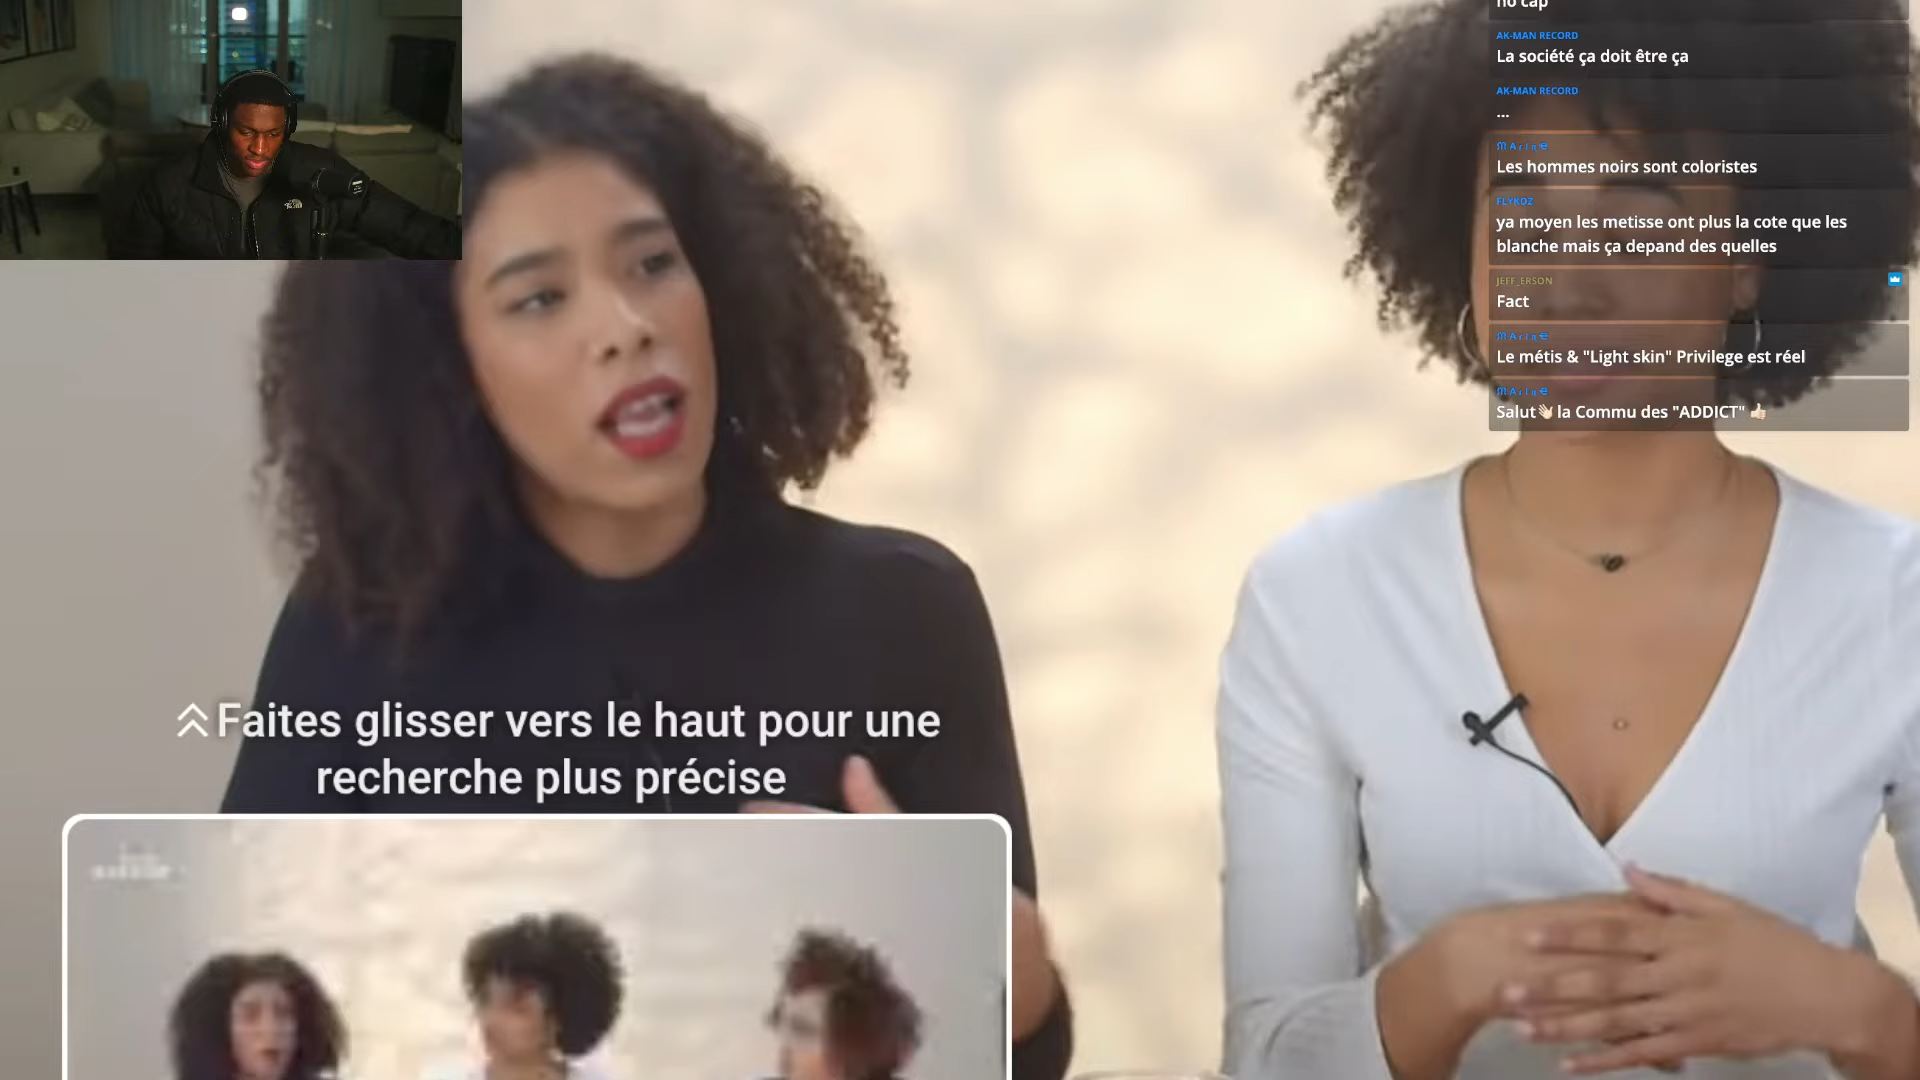 no cap
AK-MAN RECORD
La société ça doit être ça
AK-MAN RECORD
...
Les hommes noirs sont coloristes
FLYKOZ
ya moyen les metisse ont plus la cote que les
blanche mais ça depand des quelles
JEFF_ERSON
Fact
Le métis & "Light skin" Privilege est réel
Salut👋🏻 la Commu des "ADDICT" 👍🏻
Faites glisser vers le haut pour une
recherche plus précise